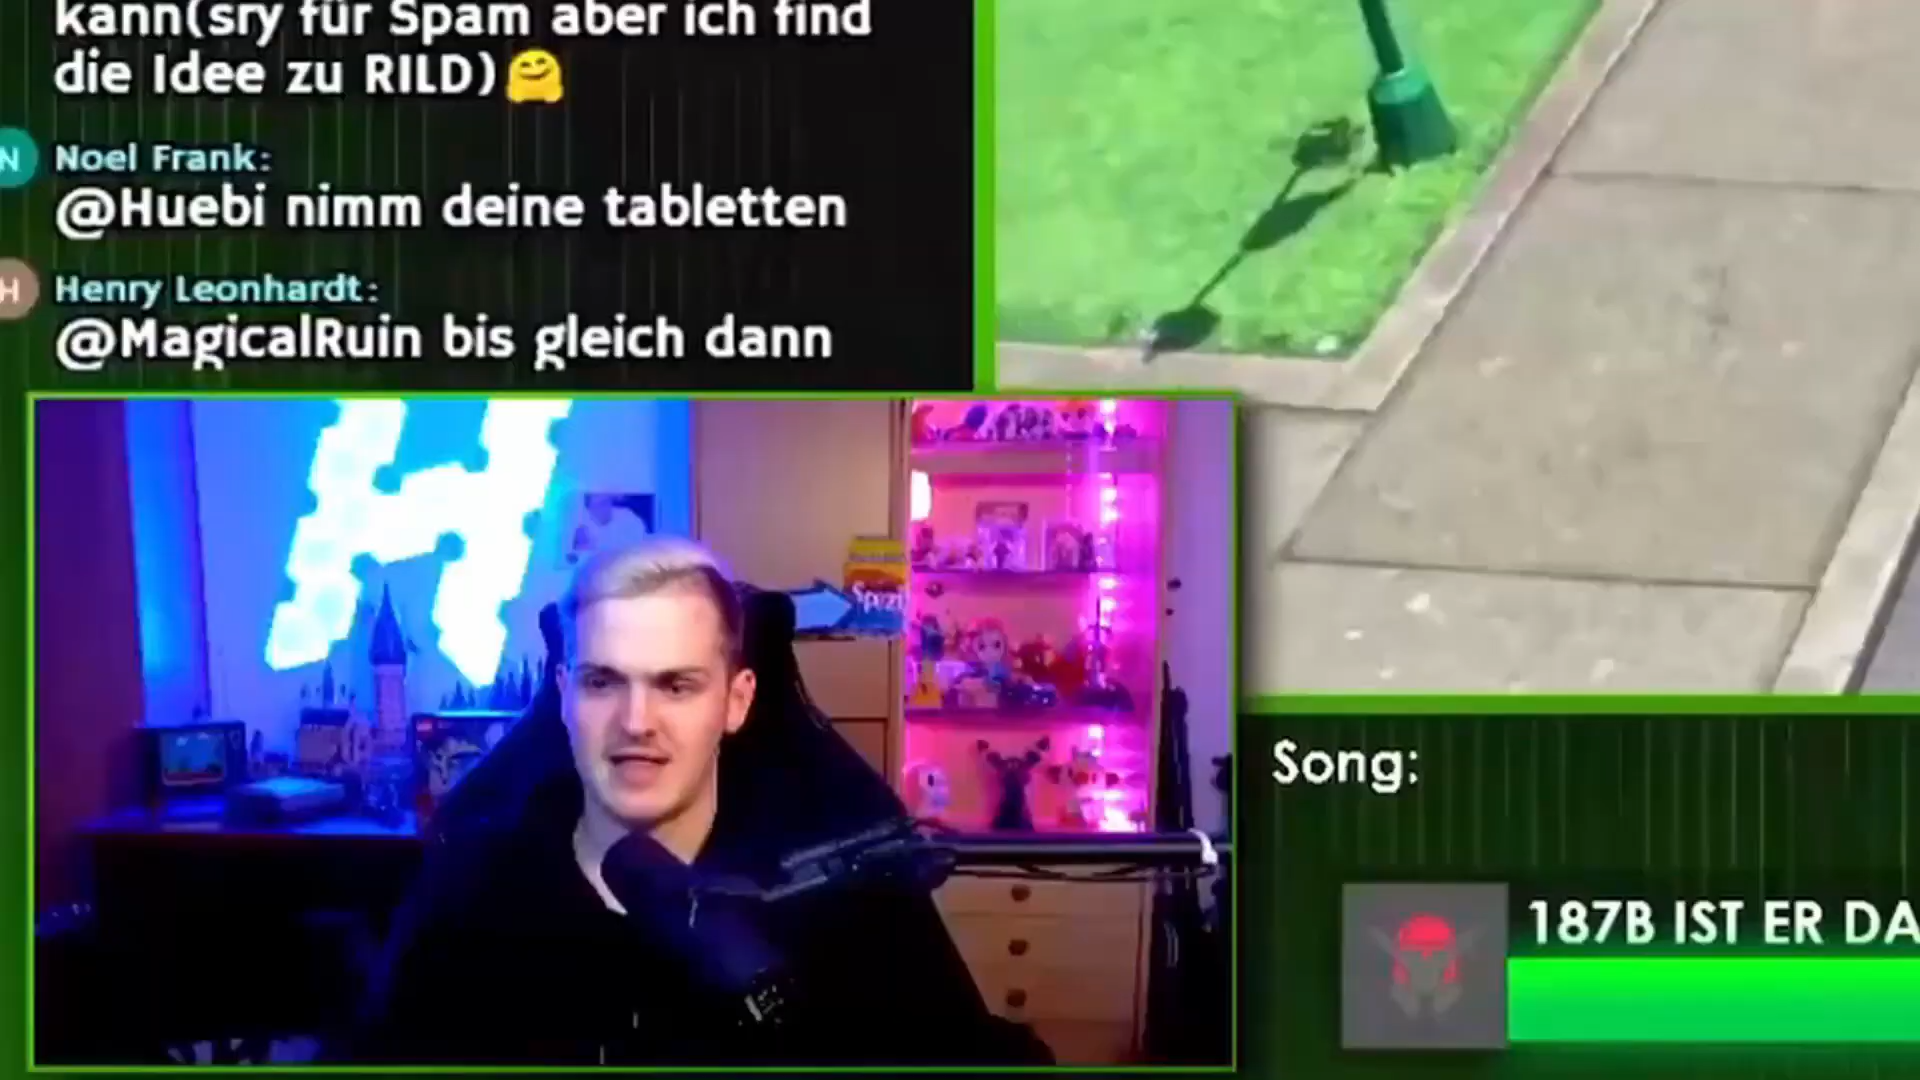 kann(sry für Spam aber ich find
die Idee zu RILD)🤗
N
Noel Frank:
@Huebi nimm deine tabletten
H
Henry Leonhardt:
@MagicalRuin bis gleich dann
H
Spezi
Song:
187B IST ER DA